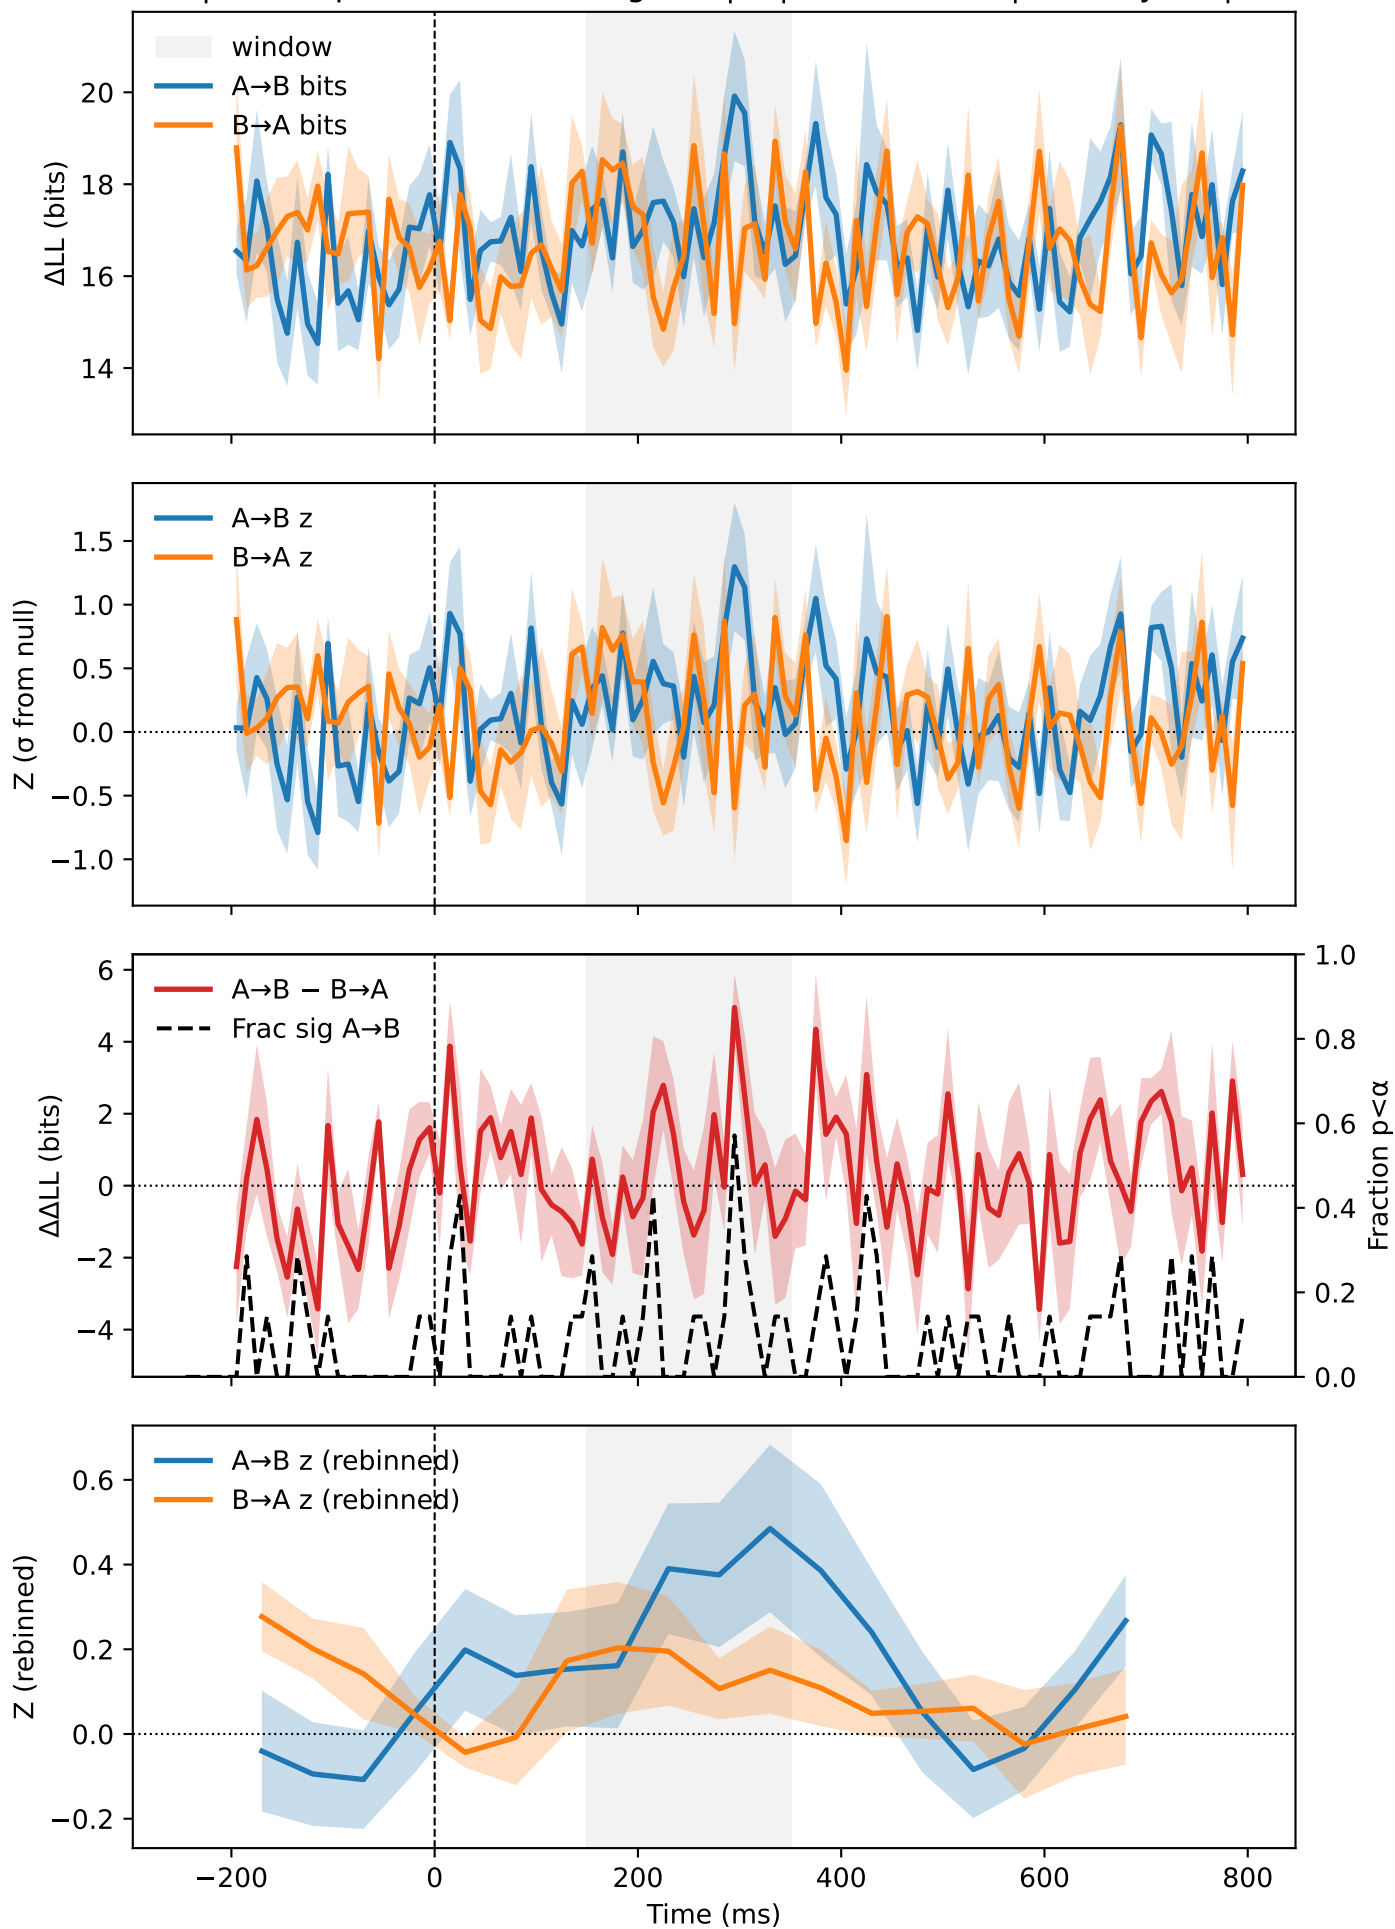 window
A→B bits
B→A bits
ΔLL (bits)
20
18
16
14
A→B z
B→A z
Z (σ from null)
1.5
1.0
0.5
0.0
−0.5
−1.0
A→B − B→A
Frac sig A→B
ΔΔLL (bits)
6
4
2
0
−2
−4
1.0
0.8
0.6
0.4
0.2
0.0
Fraction p<α
A→B z (rebinned)
B→A z (rebinned)
Z (rebinned)
0.6
0.4
0.2
0.0
−0.2
−200 0 200 400 600 800
Time (ms)